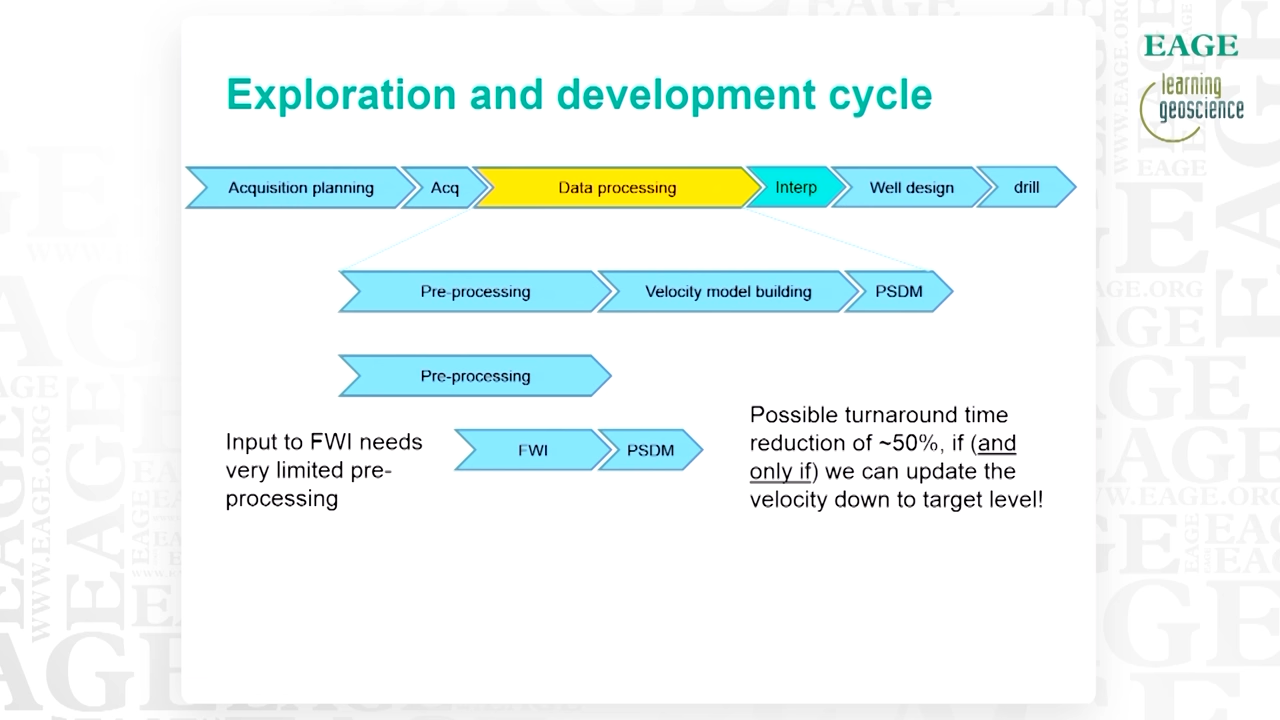 EAGE
learning
geoscience
Exploration and development cycle
Acquisition planning
Acq
Data processing
Interp
Well design
drill
Pre-processing
Velocity model building
PSDM
Pre-processing
Input to FWI needs
very limited pre-
processing
FWI
PSDM
Possible turnaround time
reduction of ~50%, if (and
only if) we can update the
velocity down to target level!